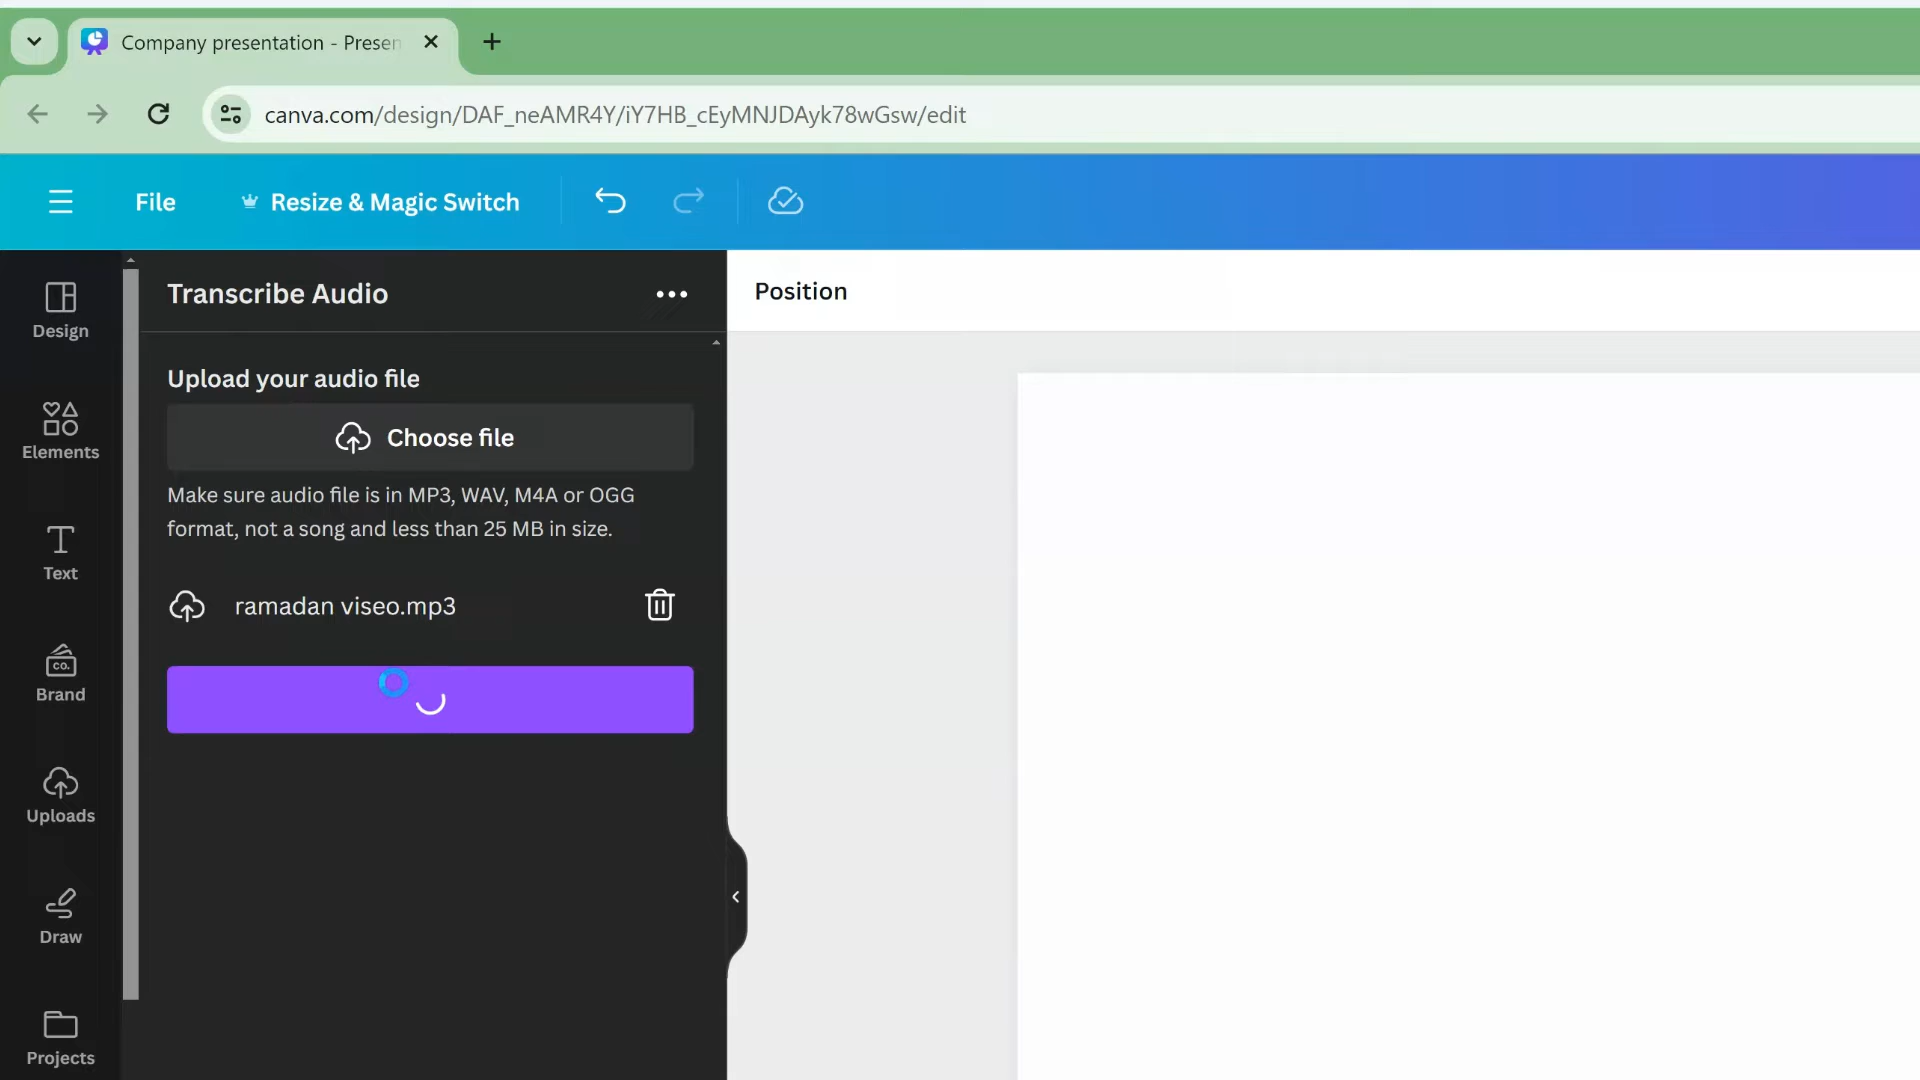 Company presentation - Presen
canva.com/design/DAF_neAMR4Y/iY7HB_cEyMNJDAyk78wGsw/edit
File
Resize & Magic Switch
Design
Elements
Text
Brand
CO.
Uploads
Draw
Projects
Transcribe Audio
Upload your audio file
Choose file
Make sure audio file is in MP3, WAV, M4A or OGG
format, not a song and less than 25 MB in size.
ramadan viseo.mp3
Position